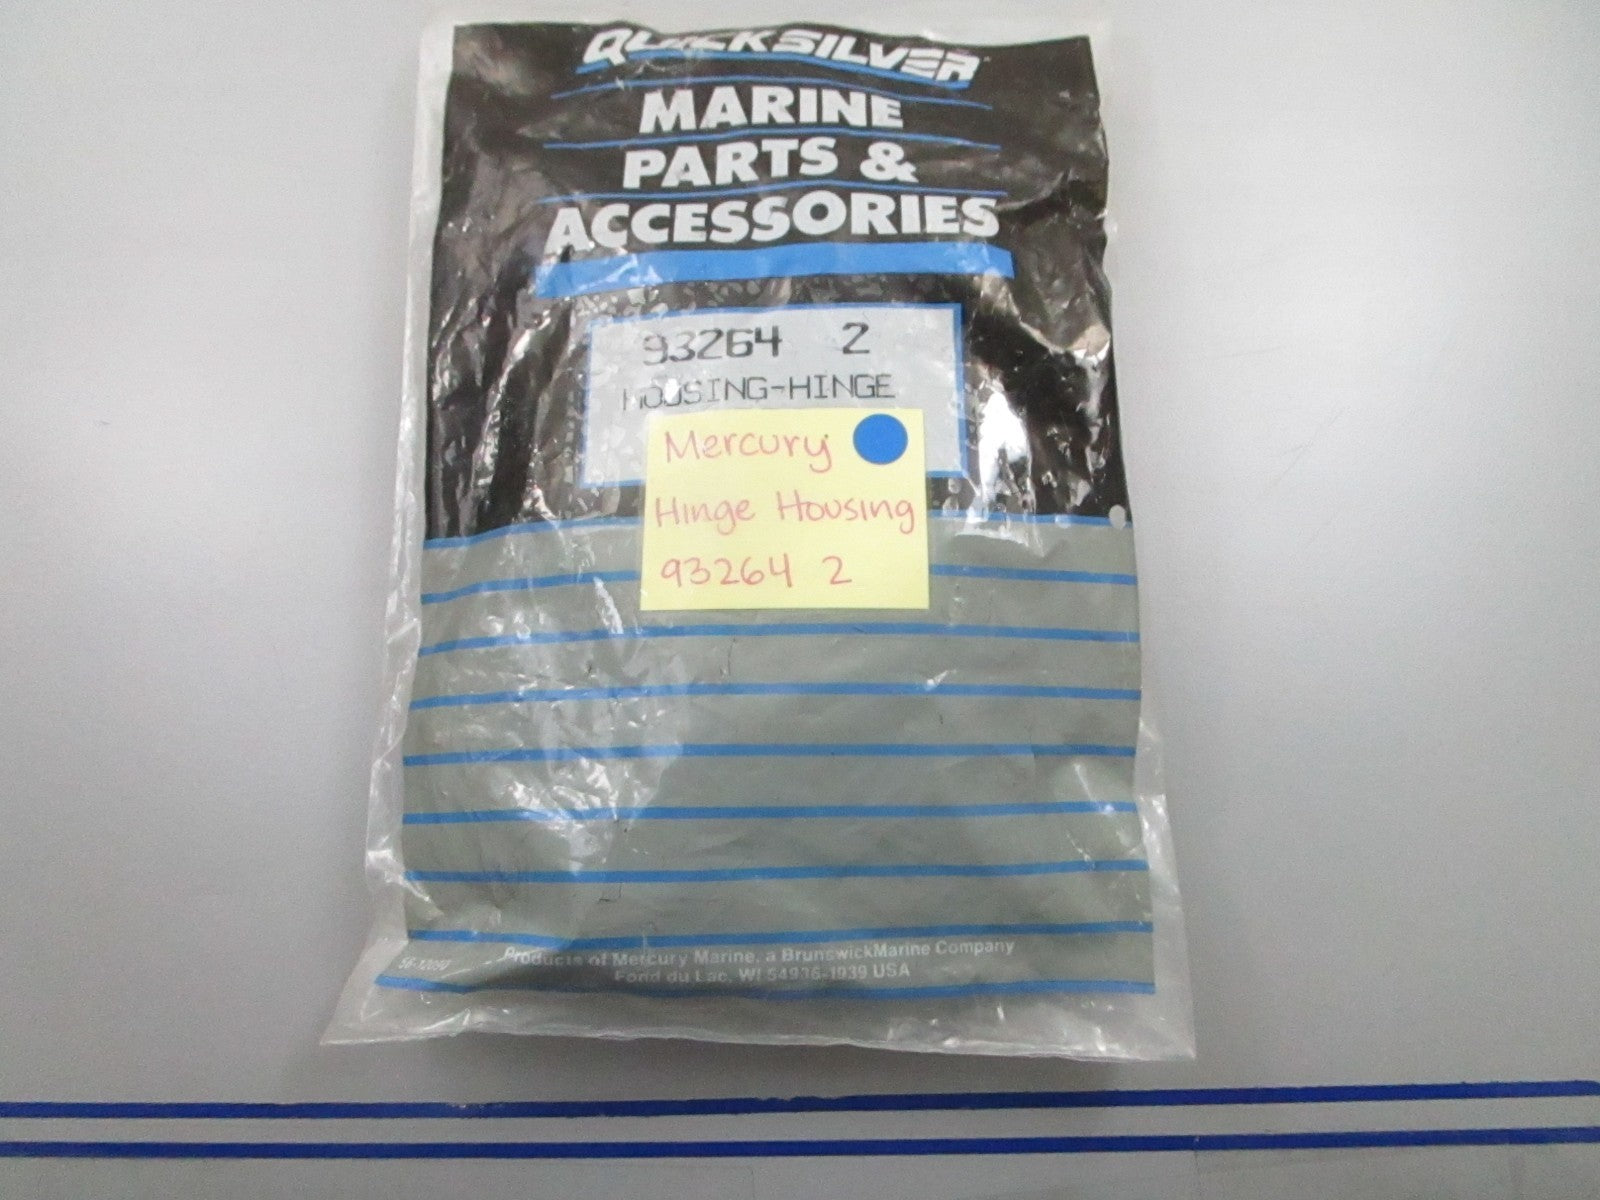 QUICKSILVER
MARINE
PARTS &
ACCESSORIES
93264 2
HOUSING-HINGE
Mercury
Hinge Housing
93264 2
Products of Mercury Marine, a Brunswick Marine Company
Fond du Lac, WI 54936-1939 USA